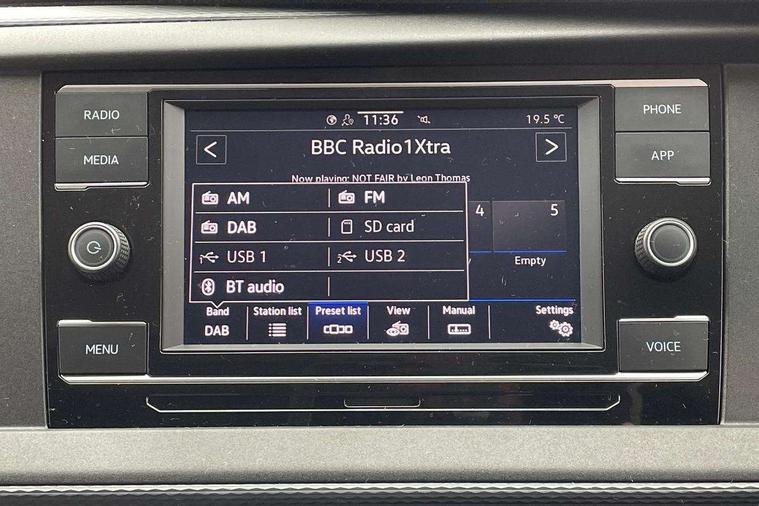 RADIO
MEDIA
MENU
11:36
19.5 °C
< BBC Radio1Xtra >
Now playing: NOT FAIR by Leon Thomas
AM FM
DAB SD card
1 USB 1 2 USB 2
BT audio
4 5
Empty
Band Station list Preset list View Manual Settings
DAB
PHONE
APP
VOICE